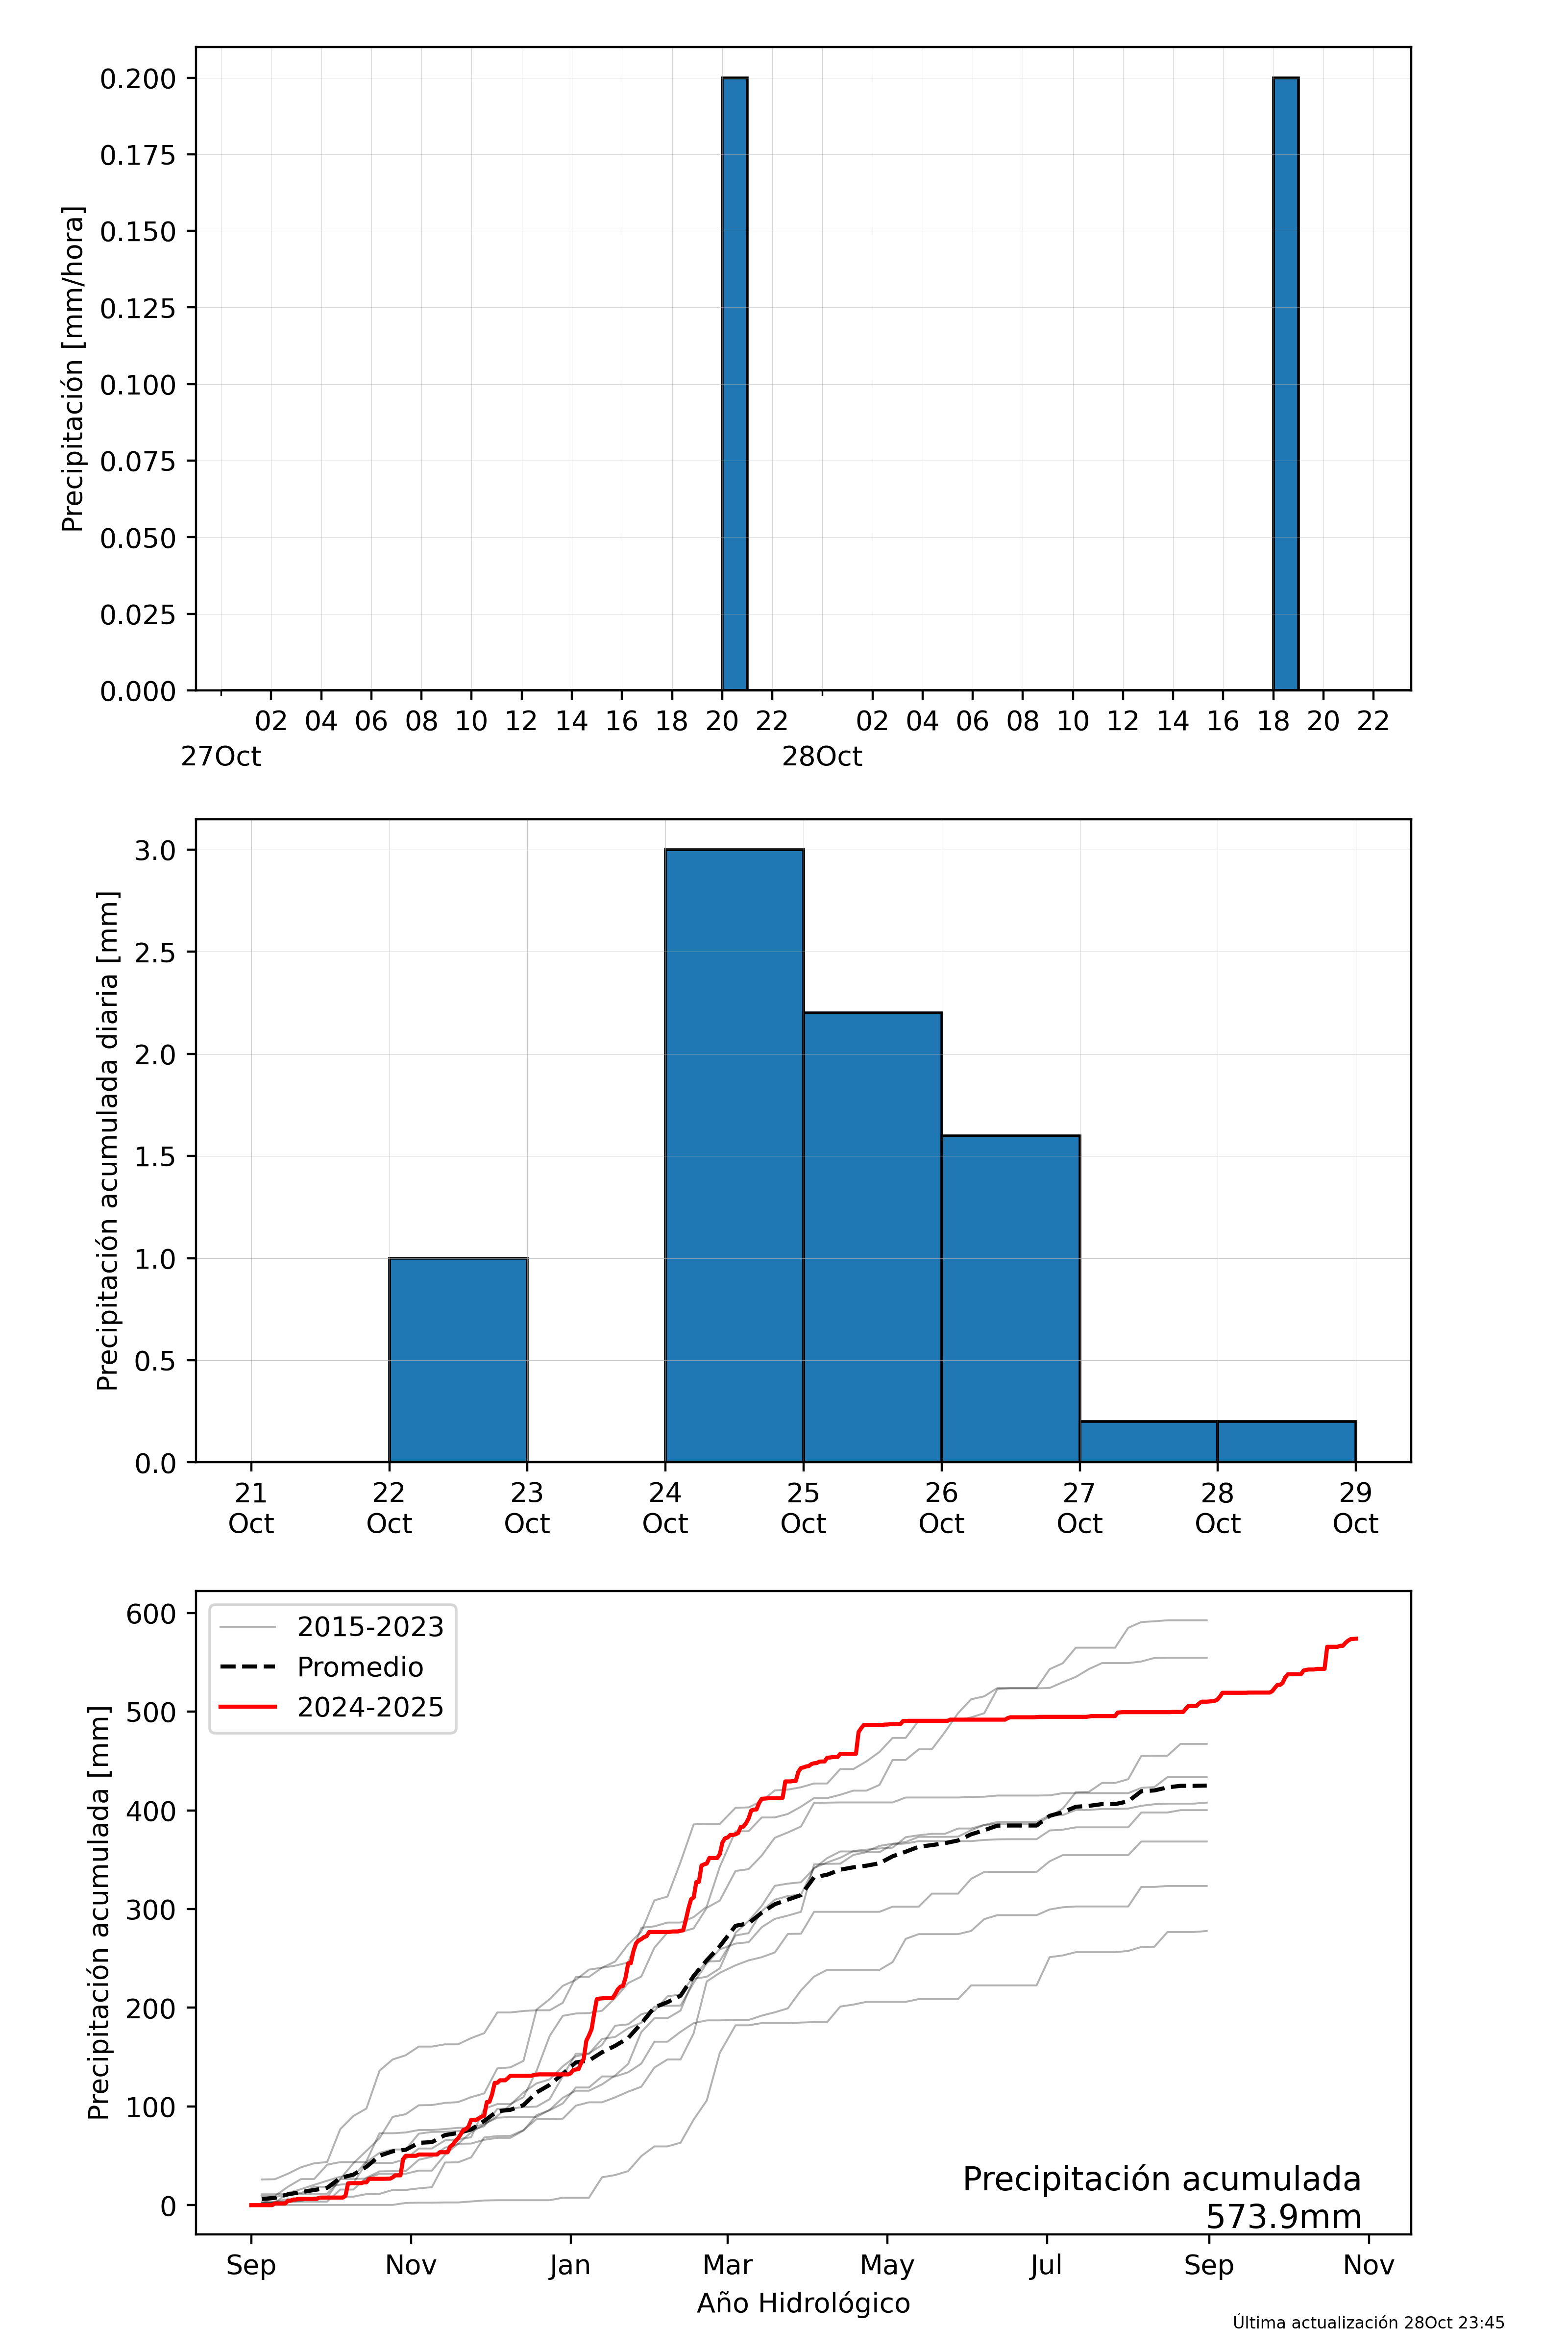 0.200
0.175
0.150
0.125
0.100
0.075
0.050
0.025
0.000
Precipitación [mm/hora]
02 04 06 08 10 12 14 16 18 20 22 02 04 06 08 10 12 14 16 18 20 22
27Oct 28Oct
3.0
2.5
2.0
1.5
1.0
0.5
0.0
Precipitación acumulada diaria [mm]
21 22 23 24 25 26 27 28 29
Oct Oct Oct Oct Oct Oct Oct Oct Oct
600
500
400
300
200
100
0
Precipitación acumulada [mm]
2015-2023
Promedio
2024-2025
Precipitación acumulada
573.9mm
Sep Nov Jan Mar May Jul Sep Nov
Año Hidrológico
Última actualización 28Oct 23:45